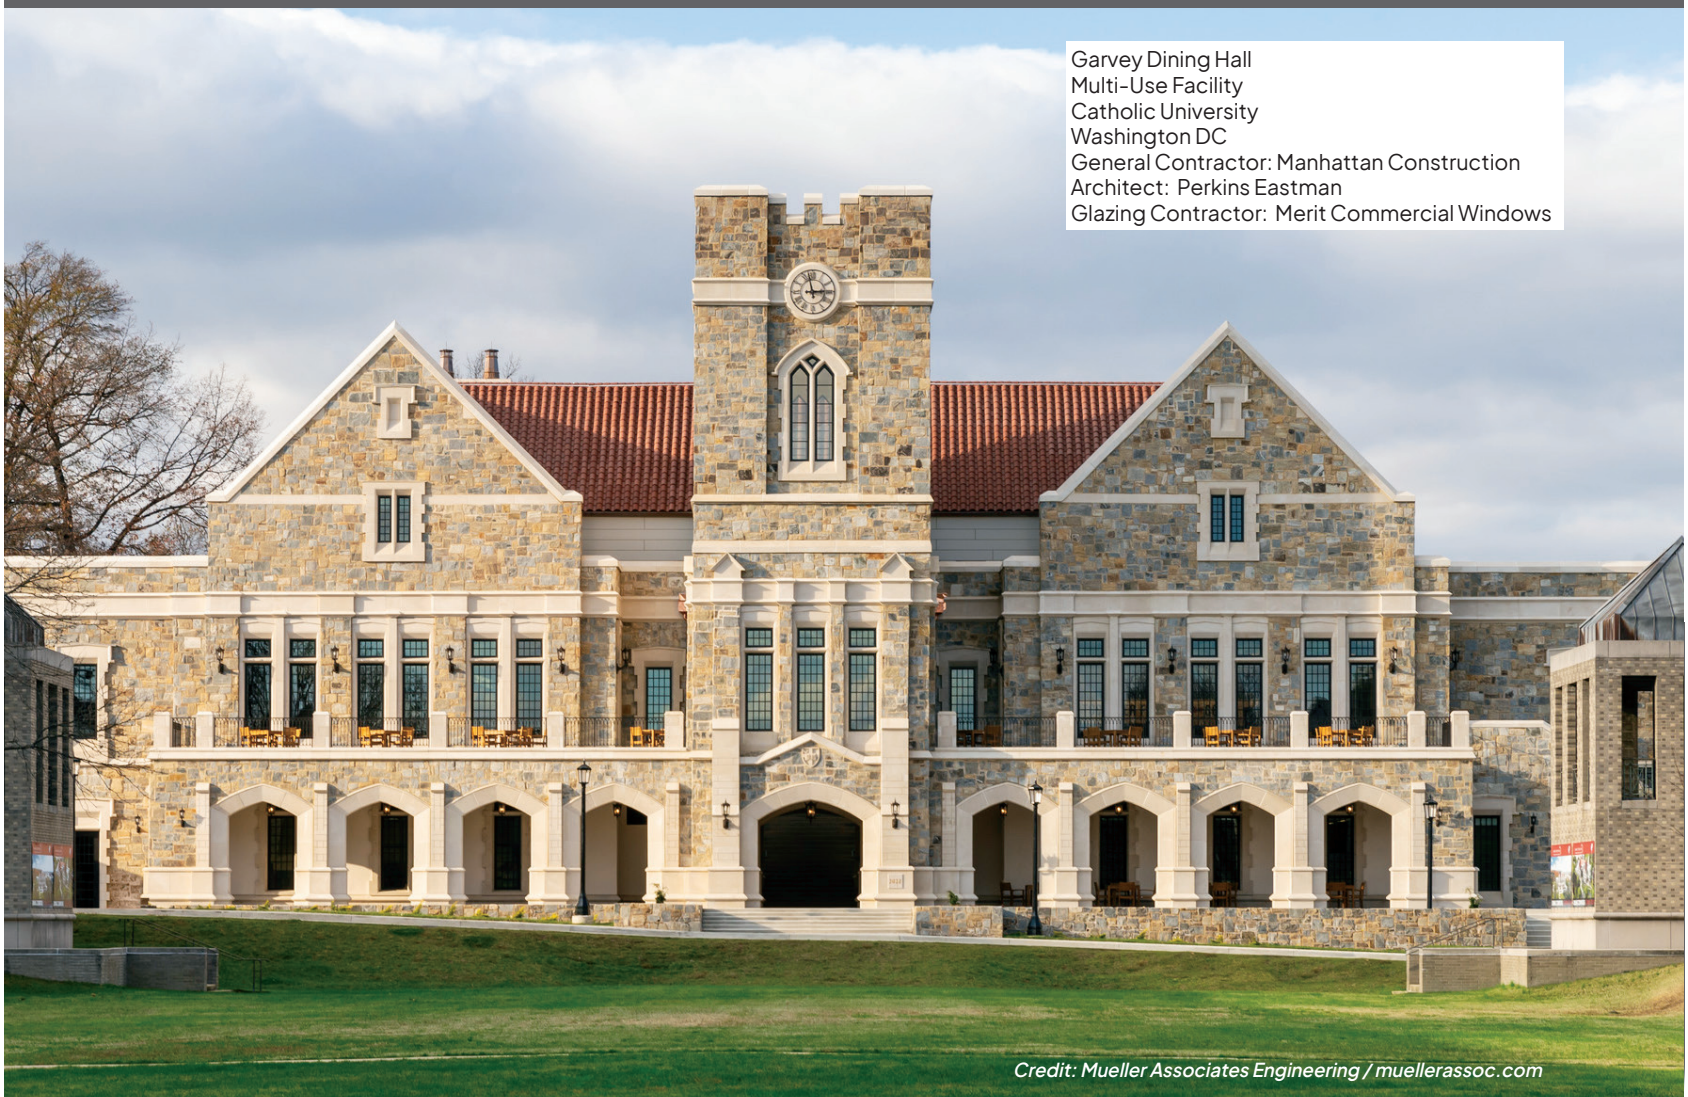 Garvey Dining Hall
Multi-Use Facility
Catholic University
Washington DC
General Contractor: Manhattan Construction
Architect: Perkins Eastman
Glazing Contractor: Merit Commercial Windows
Credit: Mueller Associates Engineering / muellerassoc.com